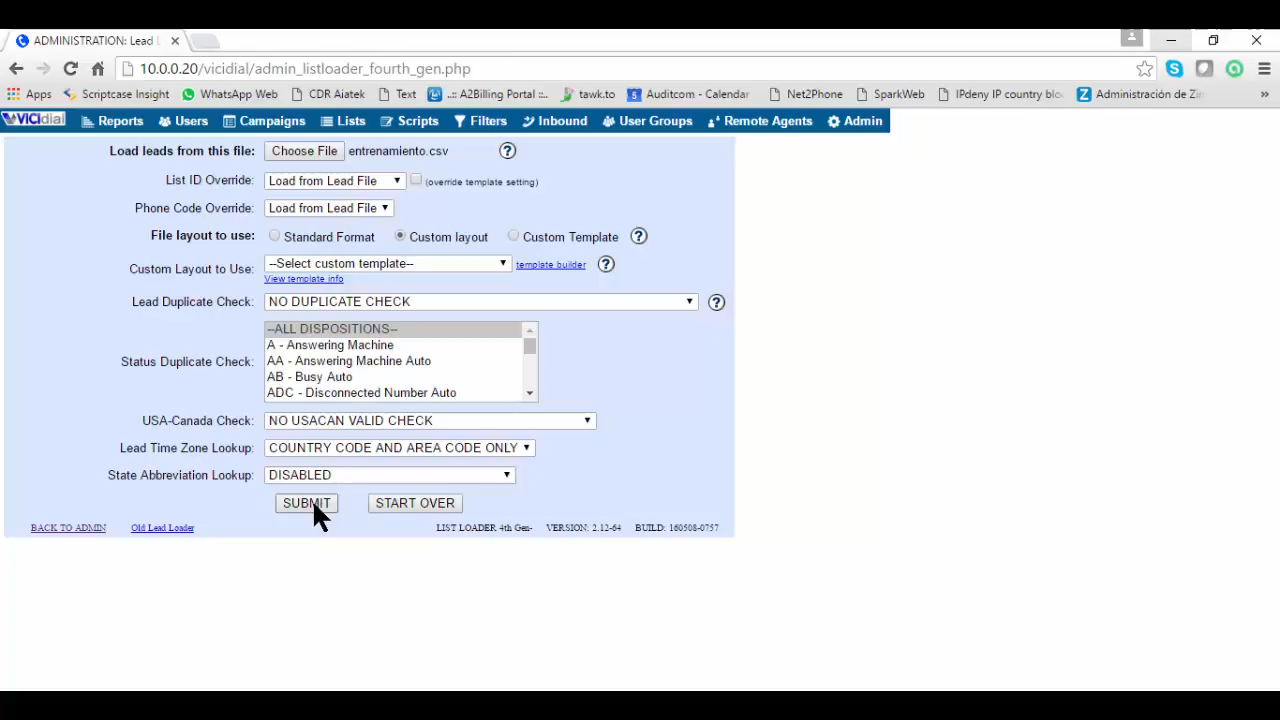 ADMINISTRATION: Lead L
10.0.0.20/vicidial/admin_listloader_fourth_gen.php
Apps Scriptcase Insight WhatsApp Web CDR Aiatek Text ..:: A2Billing Portal ::.. tawk.to 5 Auditcom - Calendar Net2Phone SparkWeb IPdeny IP country blo Z Administración de Zi »
VICIdial Reports Users Campaigns Lists Scripts Filters Inbound User Groups Remote Agents Admin
Load leads from this file: Choose File entrenamiento.csv ?
List ID Override: Load from Lead File (override template setting)
Phone Code Override: Load from Lead File
File layout to use: Standard Format Custom layout Custom Template ?
Custom Layout to Use: --Select custom template-- template builder ?
View template info
Lead Duplicate Check: NO DUPLICATE CHECK ?
--ALL DISPOSITIONS--
A - Answering Machine
Status Duplicate Check: AA - Answering Machine Auto
AB - Busy Auto
ADC - Disconnected Number Auto
USA-Canada Check: NO USACAN VALID CHECK
Lead Time Zone Lookup: COUNTRY CODE AND AREA CODE ONLY
State Abbreviation Lookup: DISABLED
SUBMIT START OVER
BACK TO ADMIN Old Lead Loader LIST LOADER 4th Gen- VERSION: 2.12-64 BUILD: 160508-0757